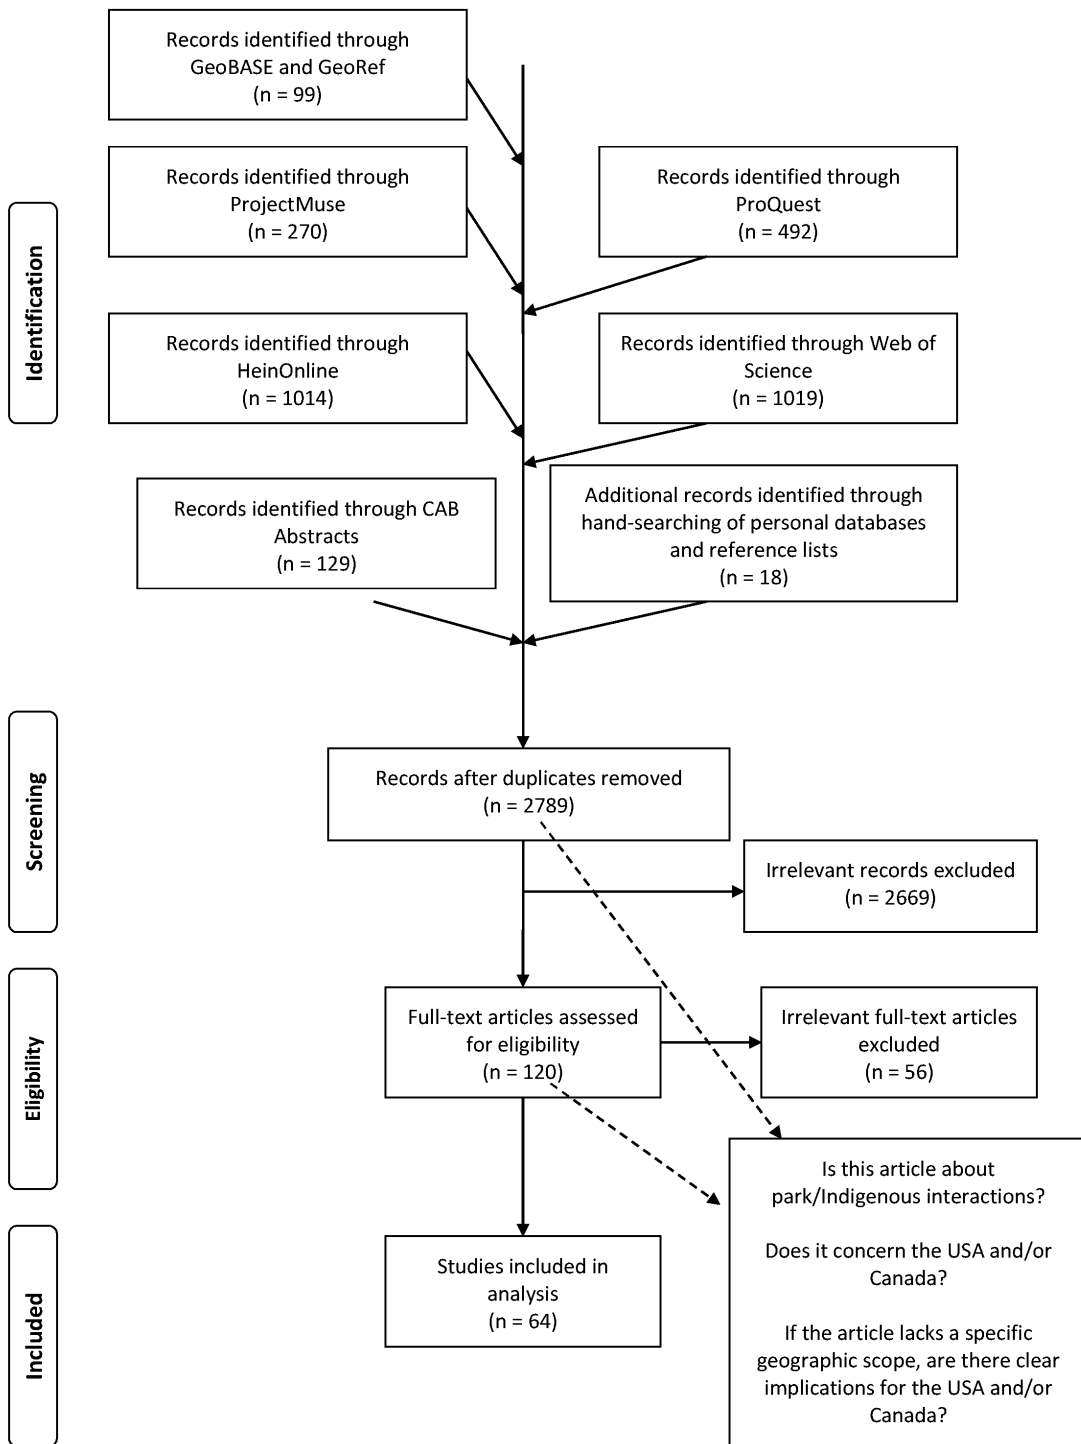 Records identified through
GeoBASE and GeoRef
(n = 99)
Records identified through
ProjectMuse
(n = 270)
Records identified through
ProQuest
(n = 492)
Identification
Records identified through
HeinOnline
(n = 1014)
Records identified through Web of
Science
(n = 1019)
Records identified through CAB
Abstracts
(n = 129)
Additional records identified through
hand-searching of personal databases
and reference lists
(n = 18)
Screening
Records after duplicates removed
(n = 2789)
Irrelevant records excluded
(n = 2669)
Eligibility
Full-text articles assessed
for eligibility
(n = 120)
Irrelevant full-text articles
excluded
(n = 56)
Is this article about
park/Indigenous interactions?
Does it concern the USA and/or
Canada?
If the article lacks a specific
geographic scope, are there clear
implications for the USA and/or
Canada?
Included
Studies included in
analysis
(n = 64)